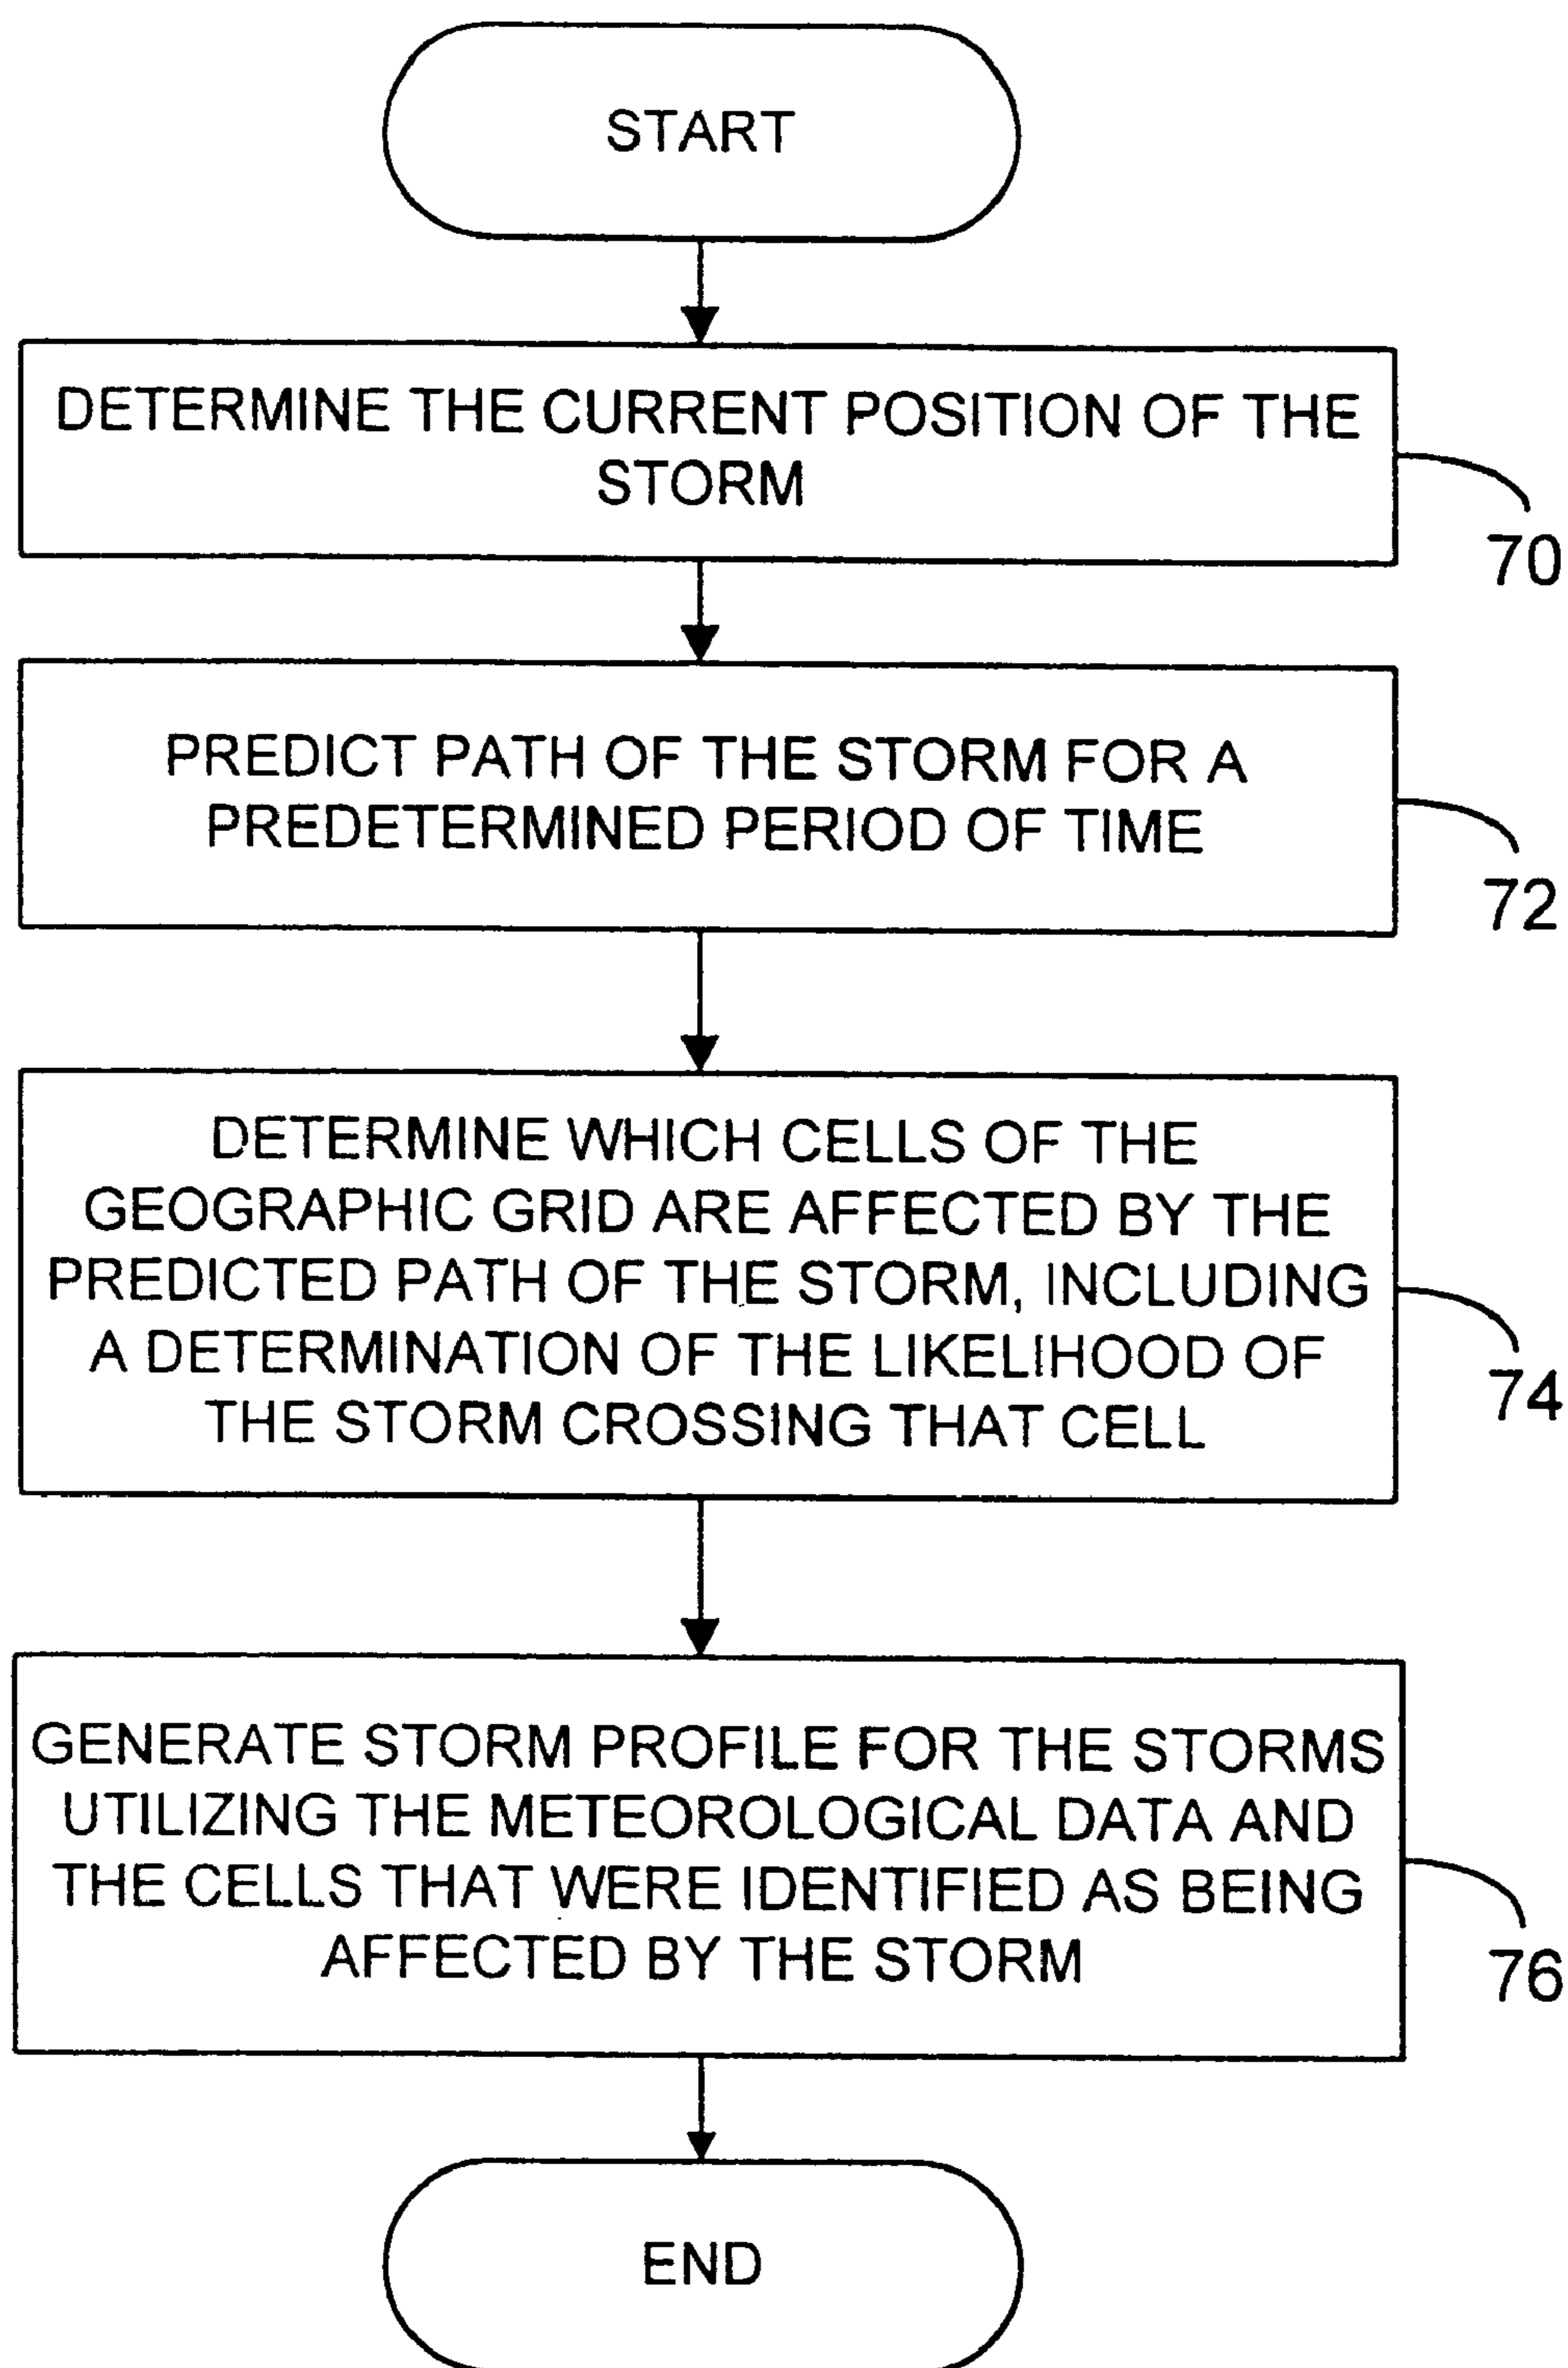 START
DETERMINE THE CURRENT POSITION OF THE
STORM
70
PREDICT PATH OF THE STORM FOR A
PREDETERMINED PERIOD OF TIME
72
DETERMINE WHICH CELLS OF THE
GEOGRAPHIC GRID ARE AFFECTED BY THE
PREDICTED PATH OF THE STORM, INCLUDING
A DETERMINATION OF THE LIKELIHOOD OF
THE STORM CROSSING THAT CELL
74
GENERATE STORM PROFILE FOR THE STORMS
UTILIZING THE METEOROLOGICAL DATA AND
THE CELLS THAT WERE IDENTIFIED AS BEING
AFFECTED BY THE STORM
76
END